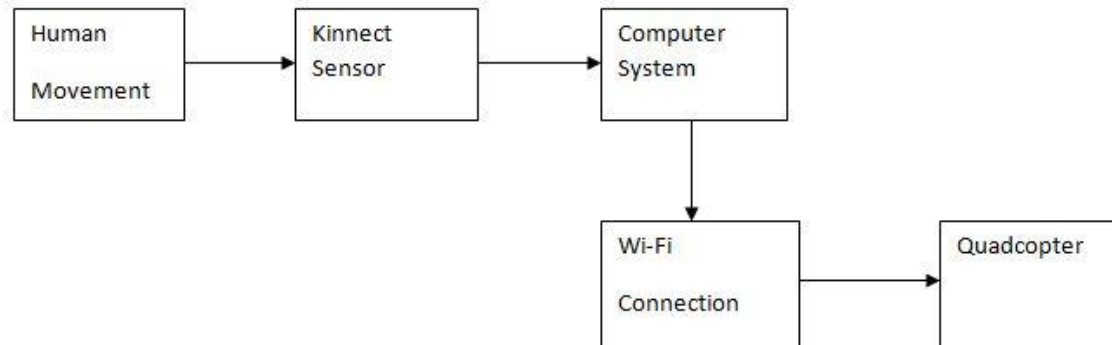 Human
Movement
Kinnect
Sensor
Computer
System
Wi-Fi
Connection
Quadcopter